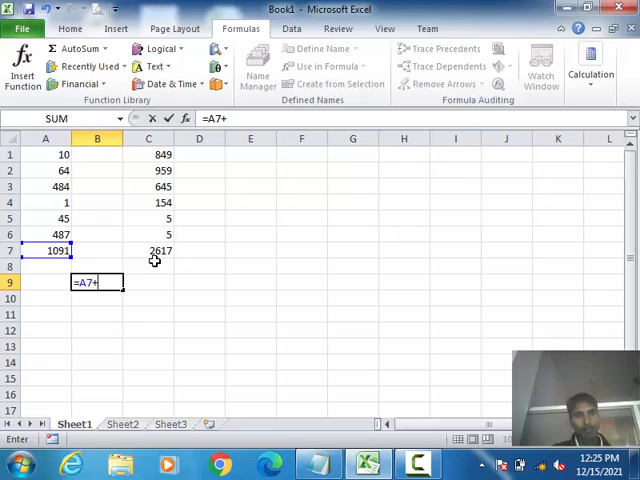 Book1 - Microsoft Excel
File Home Insert Page Layout Formulas Data Review View Team
fx Insert Function
Σ AutoSum
Recently Used
Financial
Logical
Text
Date & Time
Function Library
Name Manager
Define Name
Use in Formula
Create from Selection
Defined Names
Trace Precedents
Trace Dependents
Remove Arrows
Formula Auditing
Watch Window
Calculation
SUM =A7+
A B C D E F G H I J K L
1 10 849
2 64 959
3 484 645
4 1 154
5 45 5
6 487 5
7 1091 2617
8
9 =A7+
10
11
12
13
14
15
16
17
Sheet1 Sheet2 Sheet3
Enter
12:25 PM
12/15/2021